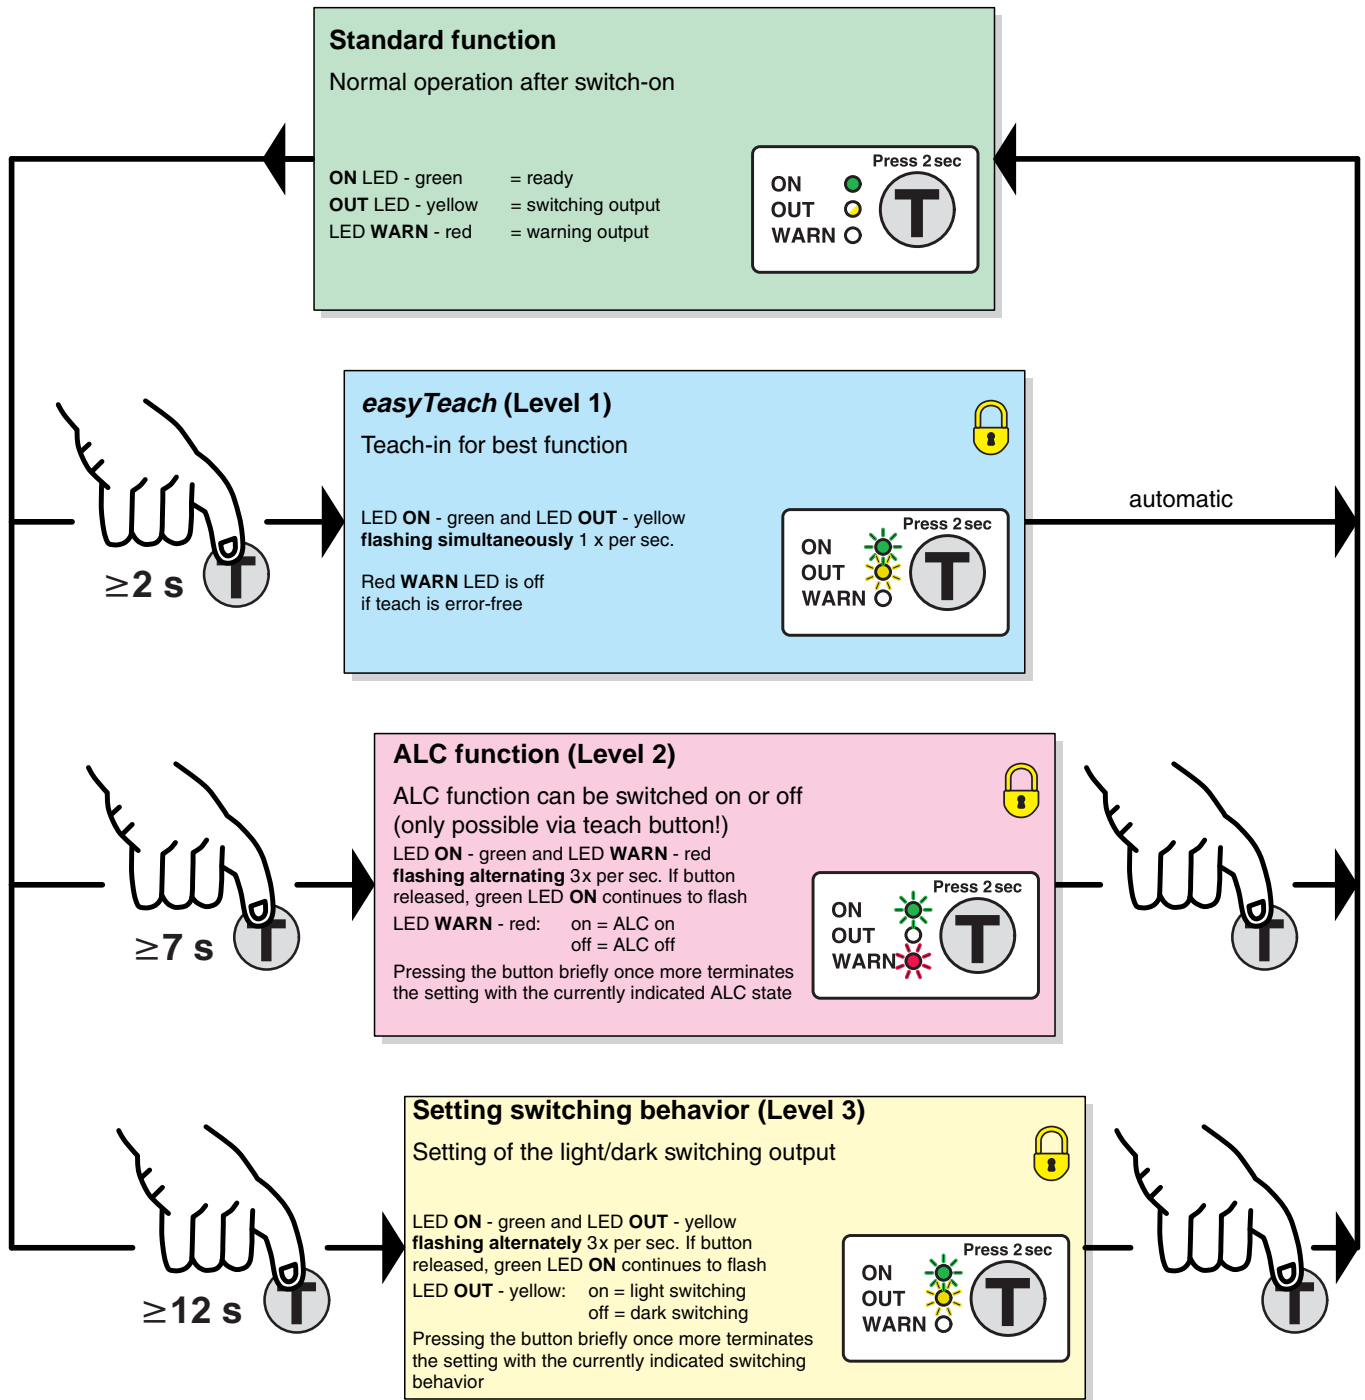 Standard function
Normal operation after switch-on
ON LED - green = ready
OUT LED - yellow = switching output
LED WARN - red = warning output
Press 2 sec
ON
OUT
WARN
T
easyTeach (Level 1)
Teach-in for best function
LED ON - green and LED OUT - yellow
flashing simultaneously 1 x per sec.
Red WARN LED is off
if teach is error-free
Press 2 sec
ON
OUT
WARN
T
≥2 s
T
automatic
ALC function (Level 2)
ALC function can be switched on or off
(only possible via teach button!)
LED ON - green and LED WARN - red
flashing alternating 3x per sec. If button
released, green LED ON continues to flash
LED WARN - red: on = ALC on
off = ALC off
Pressing the button briefly once more terminates
the setting with the currently indicated ALC state
Press 2 sec
ON
OUT
WARN
T
≥7 s
T
T
Setting switching behavior (Level 3)
Setting of the light/dark switching output
LED ON - green and LED OUT - yellow
flashing alternately 3x per sec. If button
released, green LED ON continues to flash
LED OUT - yellow: on = light switching
off = dark switching
Pressing the button briefly once more terminates
the setting with the currently indicated switching
behavior
Press 2 sec
ON
OUT
WARN
T
≥12 s
T
T